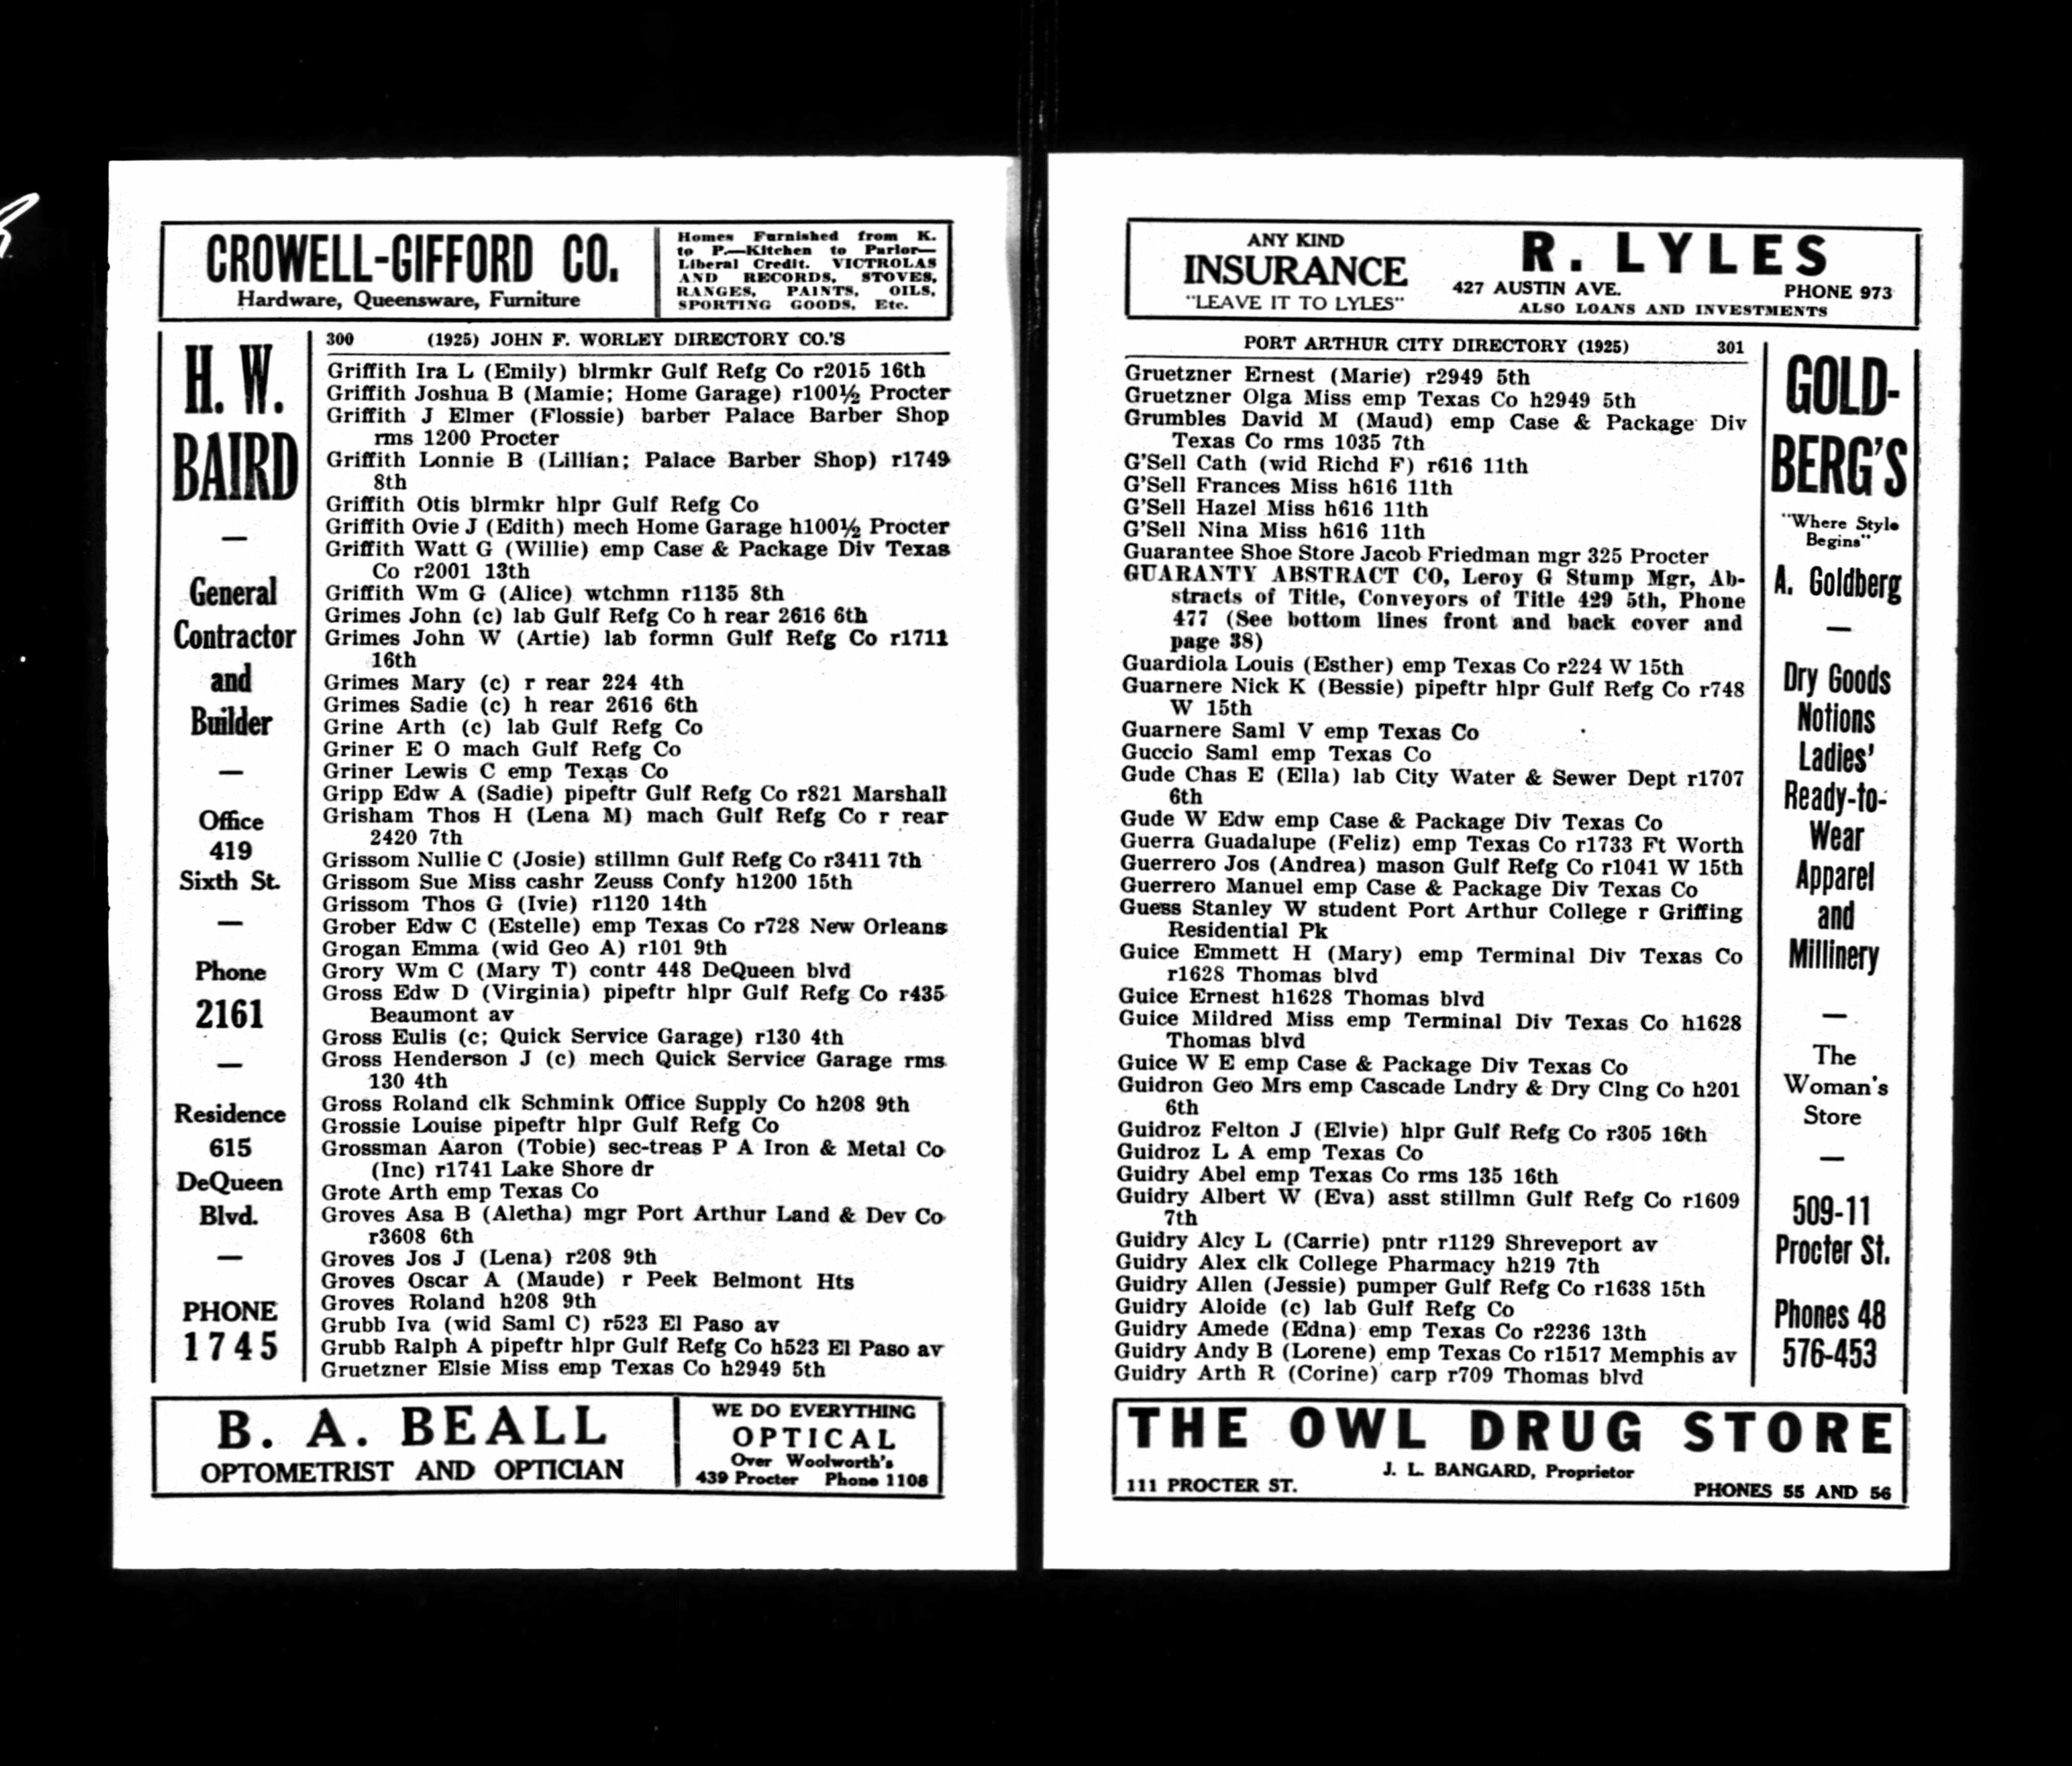 CROWELL-GIFFORD CO.
Hardware, Queensware, Furniture
Homes Furnished from K.
to P.—Kitchen to Parlor—
Liberal Credit. VICTROLAS
AND RECORDS, STOVES,
RANGES, PAINTS, OILS,
SPORTING GOODS, Etc.
H. W.
BAIRD
—
General
Contractor
and
Builder
—
Office
419
Sixth St.
—
Phone
2161
—
Residence
615
DeQueen
Blvd.
—
PHONE
1745
300 (1925) JOHN F. WORLEY DIRECTORY CO.'S
Griffith Ira L (Emily) blrmkr Gulf Refg Co r2015 16th
Griffith Joshua B (Mamie; Home Garage) r100½ Procter
Griffith J Elmer (Flossie) barber Palace Barber Shop
rms 1200 Procter
Griffith Lonnie B (Lillian; Palace Barber Shop) r1749
8th
Griffith Otis blrmkr hlpr Gulf Refg Co
Griffith Ovie J (Edith) mech Home Garage h100½ Procter
Griffith Watt G (Willie) emp Case & Package Div Texas
Co r2001 13th
Griffith Wm G (Alice) wtchmn r1135 8th
Grimes John (c) lab Gulf Refg Co h rear 2616 6th
Grimes John W (Artie) lab formn Gulf Refg Co r1711
16th
Grimes Mary (c) r rear 224 4th
Grimes Sadie (c) h rear 2616 6th
Grine Arth (c) lab Gulf Refg Co
Griner E O mach Gulf Refg Co
Griner Lewis C emp Texas Co
Gripp Edw A (Sadie) pipeftr Gulf Refg Co r821 Marshall
Grisham Thos H (Lena M) mach Gulf Refg Co r rear
2420 7th
Grissom Nullie C (Josie) stillmn Gulf Refg Co r3411 7th
Grissom Sue Miss cashr Zeuss Confy h1200 15th
Grissom Thos G (Ivie) r1120 14th
Grober Edw C (Estelle) emp Texas Co r728 New Orleans
Grogan Emma (wid Geo A) r101 9th
Grory Wm C (Mary T) contr 448 DeQueen blvd
Gross Edw D (Virginia) pipeftr hlpr Gulf Refg Co r435
Beaumont av
Gross Eulis (c; Quick Service Garage) r130 4th
Gross Henderson J (c) mech Quick Service Garage rms
130 4th
Gross Roland clk Schmink Office Supply Co h208 9th
Grossie Louise pipeftr hlpr Gulf Refg Co
Grossman Aaron (Tobie) sec-treas P A Iron & Metal Co
(Inc) r1741 Lake Shore dr
Grote Arth emp Texas Co
Groves Asa B (Aletha) mgr Port Arthur Land & Dev Co
r3608 6th
Groves Jos J (Lena) r208 9th
Groves Oscar A (Maude) r Peek Belmont Hts
Groves Roland h208 9th
Grubb Iva (wid Saml C) r523 El Paso av
Grubb Ralph A pipeftr hlpr Gulf Refg Co h523 El Paso av
Gruetzner Elsie Miss emp Texas Co h2949 5th
B. A. BEALL
OPTOMETRIST AND OPTICIAN
WE DO EVERYTHING
OPTICAL
Over Woolworth's
439 Procter Phone 1108
ANY KIND
INSURANCE
"LEAVE IT TO LYLES"
R. LYLES
427 AUSTIN AVE. PHONE 973
ALSO LOANS AND INVESTMENTS
PORT ARTHUR CITY DIRECTORY (1925) 301
Gruetzner Ernest (Marie) r2949 5th
Gruetzner Olga Miss emp Texas Co h2949 5th
Grumbles David M (Maud) emp Case & Package Div
Texas Co rms 1035 7th
G'Sell Cath (wid Richd F) r616 11th
G'Sell Frances Miss h616 11th
G'Sell Hazel Miss h616 11th
G'Sell Nina Miss h616 11th
Guarantee Shoe Store Jacob Friedman mgr 325 Procter
GUARANTY ABSTRACT CO, Leroy G Stump Mgr, Ab-
stracts of Title, Conveyors of Title 429 5th, Phone
477 (See bottom lines front and back cover and
page 38)
Guardiola Louis (Esther) emp Texas Co r224 W 15th
Guarnere Nick K (Bessie) pipeftr hlpr Gulf Refg Co r748
W 15th
Guarnere Saml V emp Texas Co
Guccio Saml emp Texas Co
Gude Chas E (Ella) lab City Water & Sewer Dept r1707
6th
Gude W Edw emp Case & Package Div Texas Co
Guerra Guadalupe (Feliz) emp Texas Co r1733 Ft Worth
Guerrero Jos (Andrea) mason Gulf Refg Co r1041 W 15th
Guerrero Manuel emp Case & Package Div Texas Co
Guess Stanley W student Port Arthur College r Griffing
Residential Pk
Guice Emmett H (Mary) emp Terminal Div Texas Co
r1628 Thomas blvd
Guice Ernest h1628 Thomas blvd
Guice Mildred Miss emp Terminal Div Texas Co h1628
Thomas blvd
Guice W E emp Case & Package Div Texas Co
Guidron Geo Mrs emp Cascade Lndry & Dry Clng Co h201
6th
Guidroz Felton J (Elvie) hlpr Gulf Refg Co r305 16th
Guidroz L A emp Texas Co
Guidry Abel emp Texas Co rms 135 16th
Guidry Albert W (Eva) asst stillmn Gulf Refg Co r1609
7th
Guidry Alcy L (Carrie) pntr r1129 Shreveport av
Guidry Alex clk College Pharmacy h219 7th
Guidry Allen (Jessie) pumper Gulf Refg Co r1638 15th
Guidry Aloide (c) lab Gulf Refg Co
Guidry Amede (Edna) emp Texas Co r2236 13th
Guidry Andy B (Lorene) emp Texas Co r1517 Memphis av
Guidry Arth R (Corine) carp r709 Thomas blvd
GOLD-
BERG'S
"Where Style
Begins"
A. Goldberg
—
Dry Goods
Notions
Ladies'
Ready-to-
Wear
Apparel
and
Millinery
—
The
Woman's
Store
—
509-11
Procter St.
Phones 48
576-453
THE OWL DRUG STORE
J. L. BANGARD, Proprietor
111 PROCTER ST. PHONES 55 AND 56